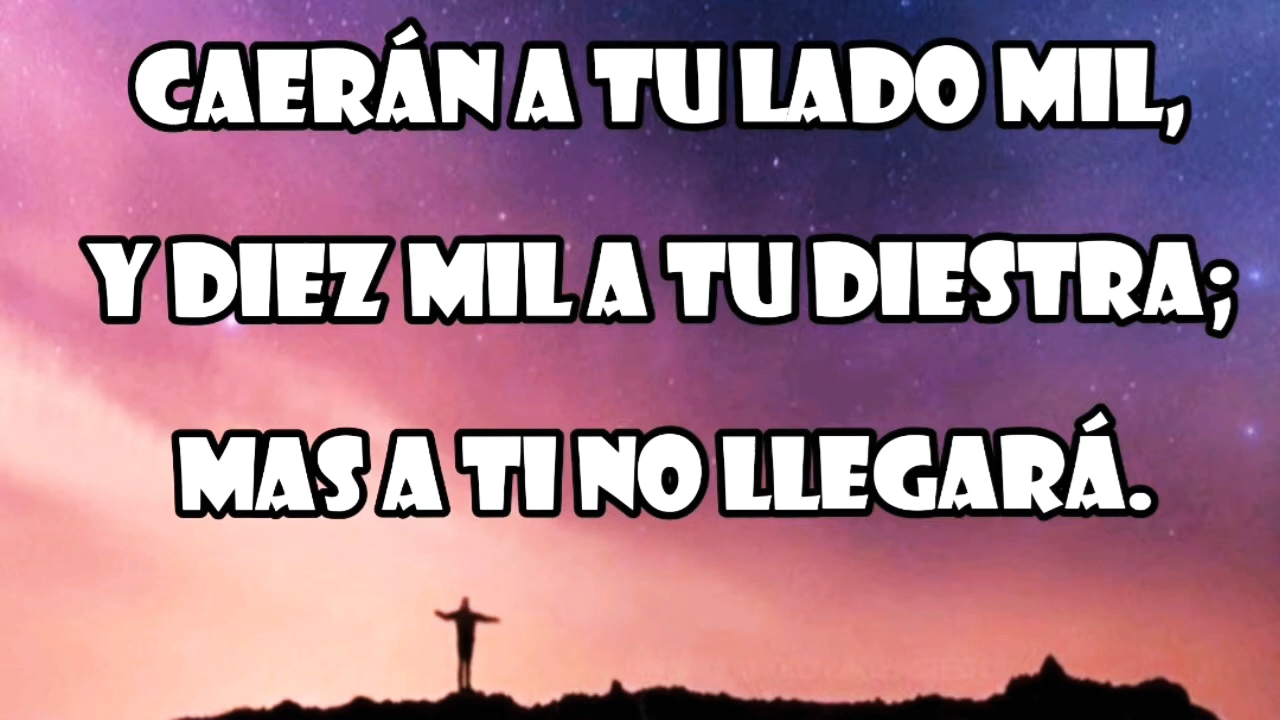 CAERÁN A TU LADO MIL,
Y DIEZ MIL A TU DIESTRA;
MAS A TI NO LLEGARÁ.